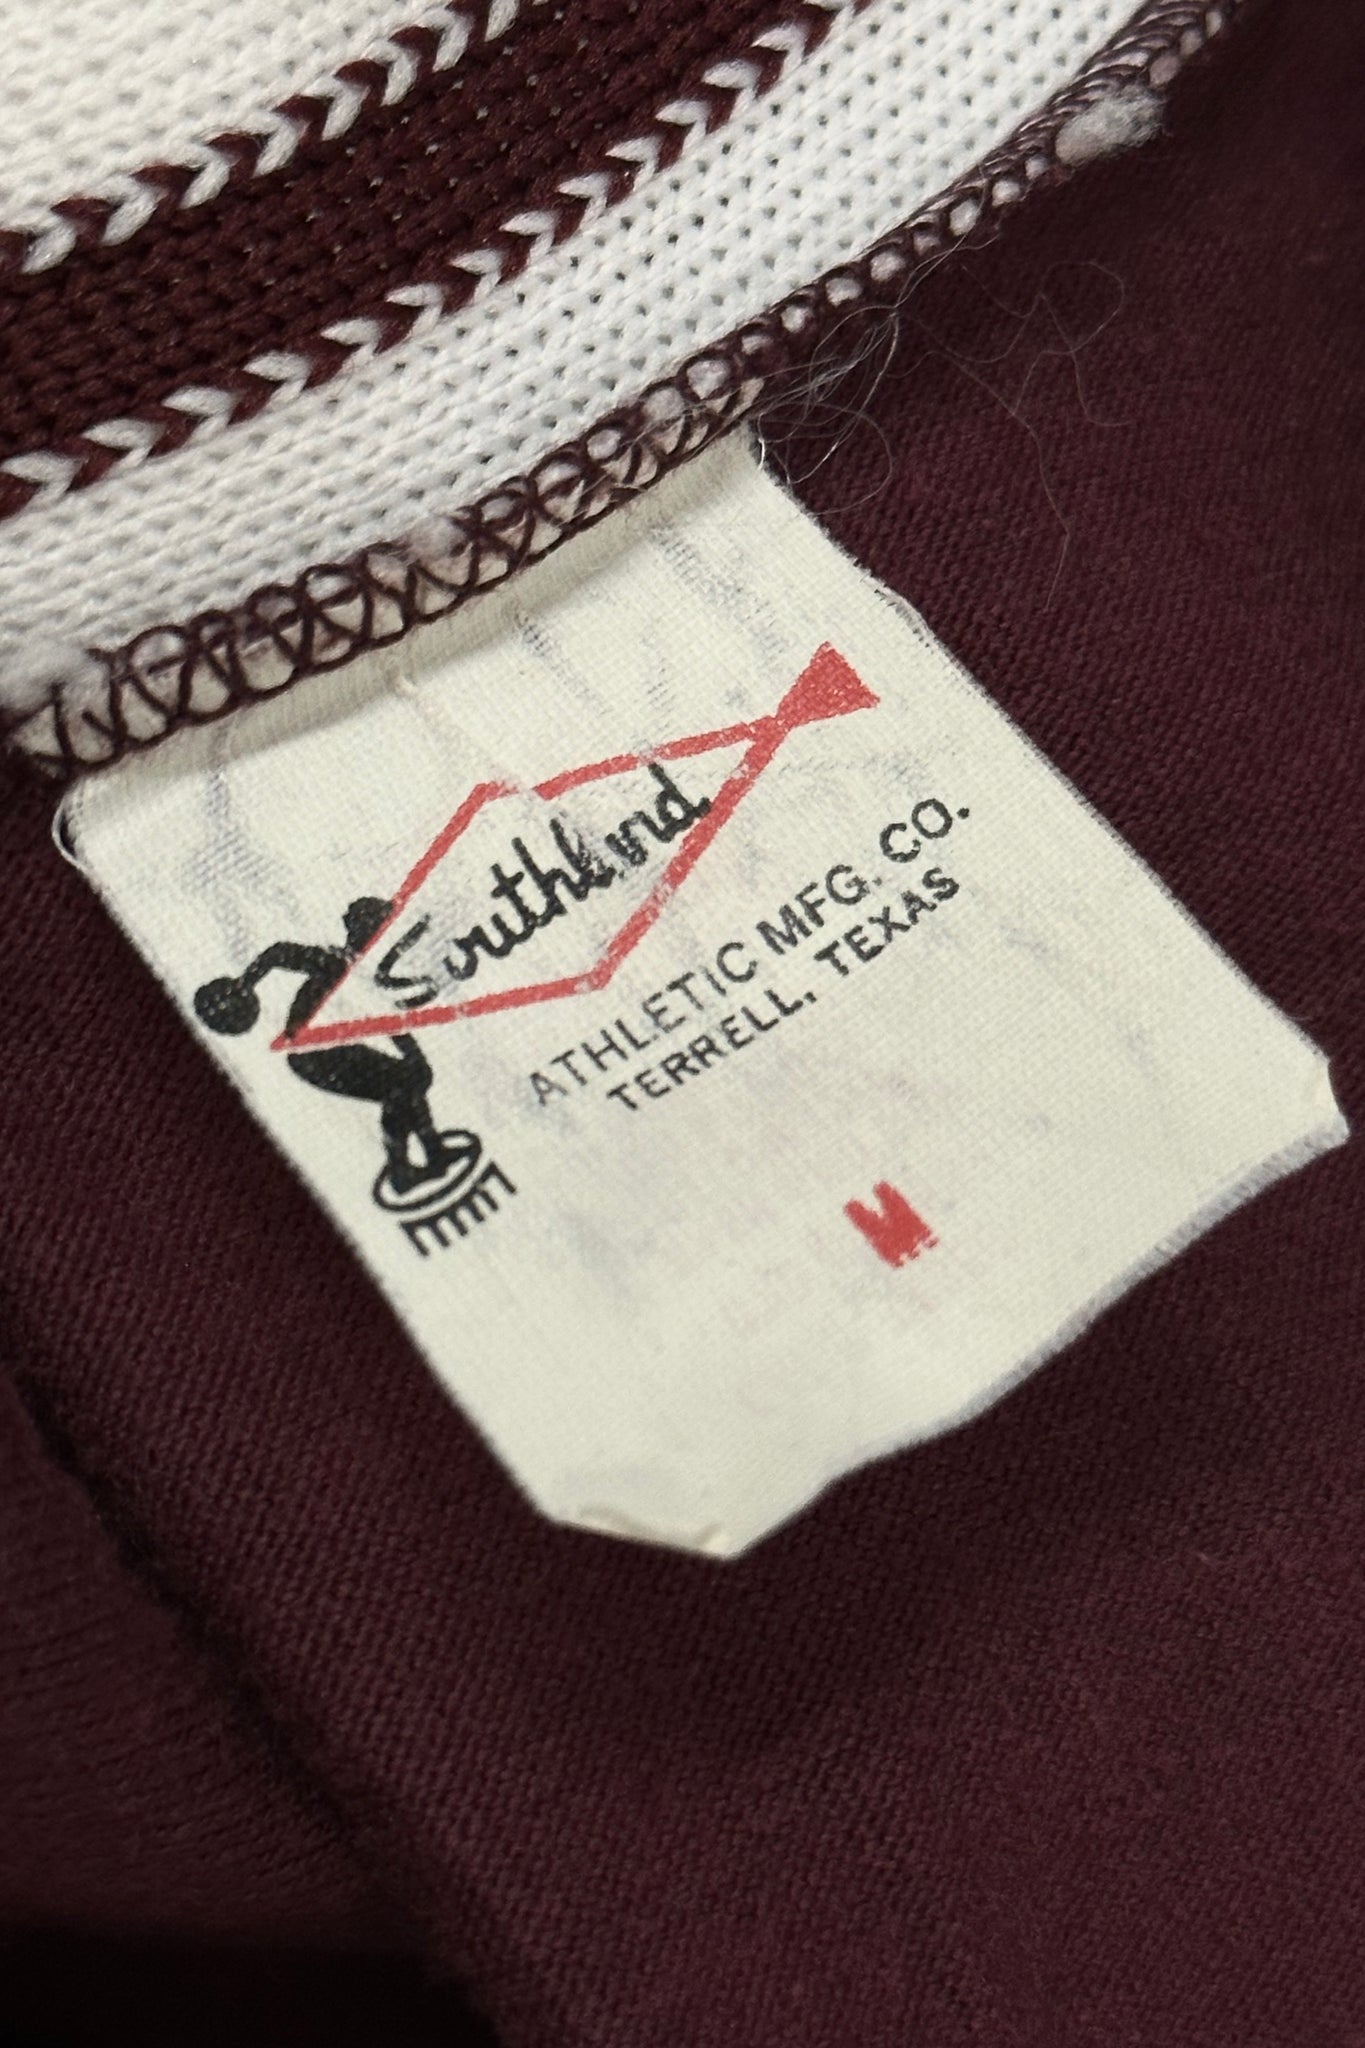 Southland
ATHLETIC MFG. CO.
TERRELL, TEXAS
M